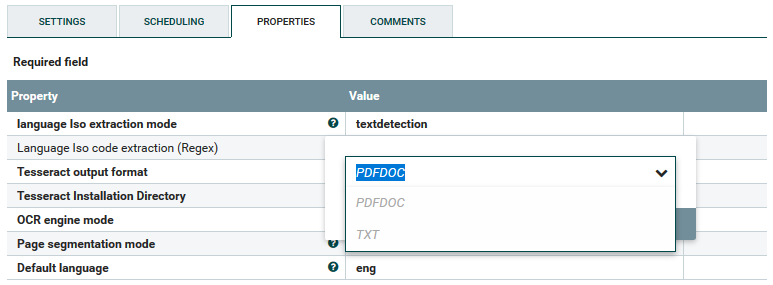 SETTINGS SCHEDULING PROPERTIES COMMENTS
Required field
Property Value
language Iso extraction mode textdetection
Language Iso code extraction (Regex)
Tesseract output format PDFDOC
Tesseract Installation Directory PDFDOC
OCR engine mode
TXT
Page segmentation mode
Default language eng